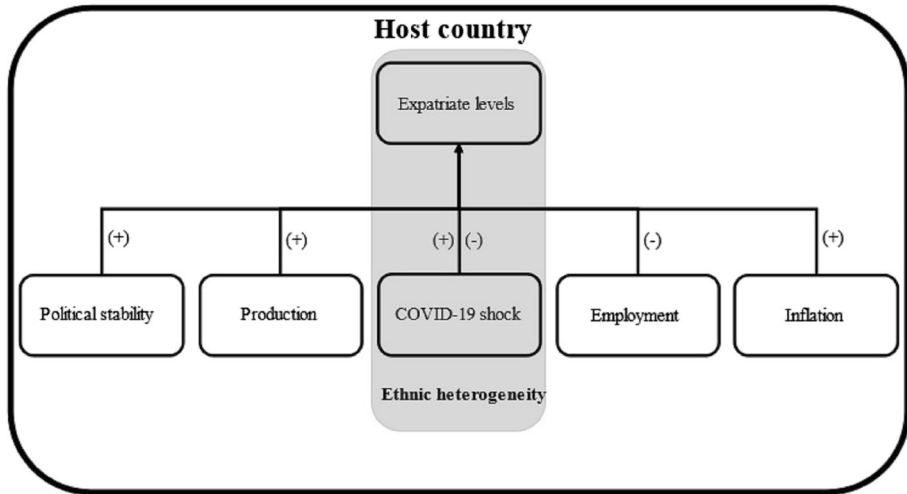 Host country
Expatriate levels
(+)
(+)
(+)
(-)
(-)
(+)
Political stability
Production
COVID-19 shock
Employment
Inflation
Ethnic heterogeneity